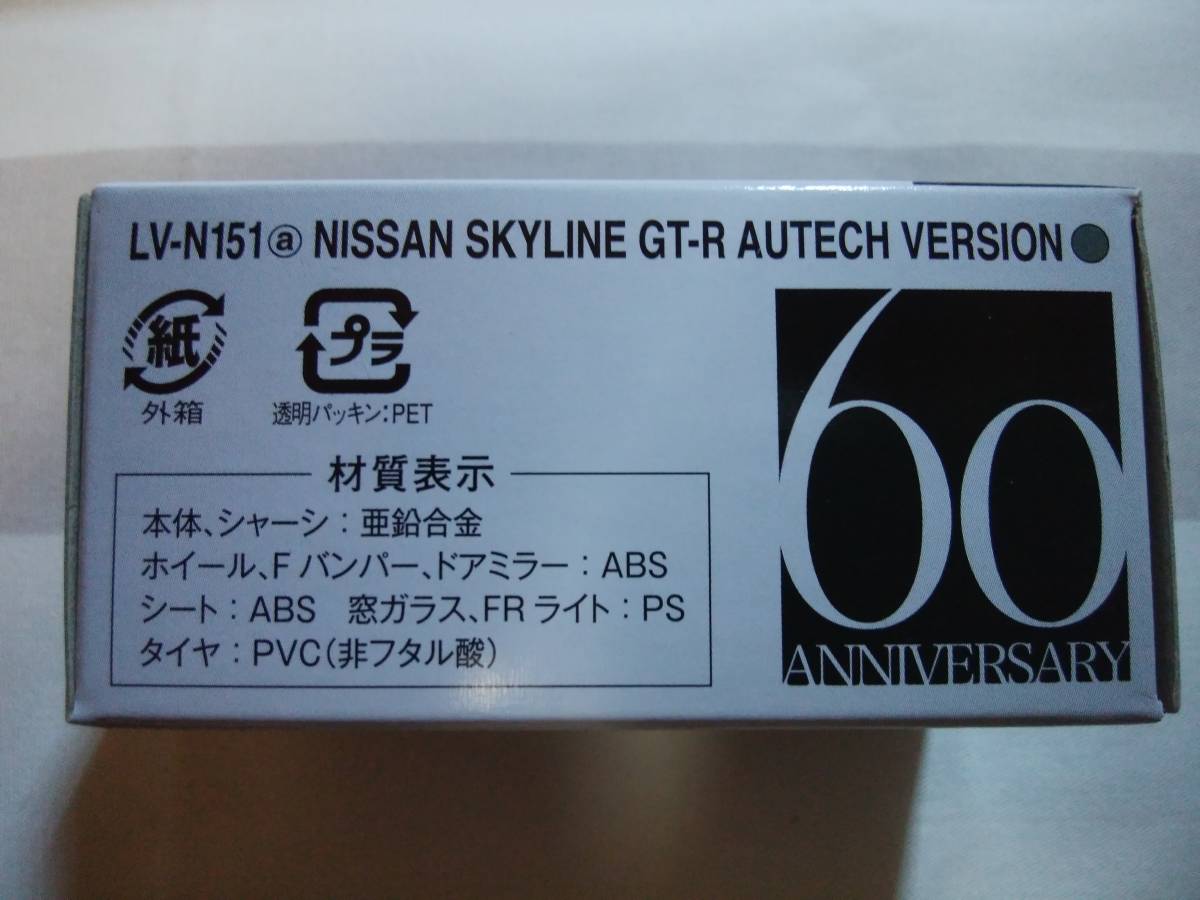 LV-N151ⓐ NISSAN SKYLINE GT-R AUTECH VERSION
紙
外箱
プラ
透明パッキン:PET
60
ANNIVERSARY
材質表示
本体、シャーシ:亜鉛合金
ホイール、Fバンパー、ドアミラー:ABS
シート:ABS 窓ガラス、FRライト:PS
タイヤ:PVC(非フタル酸)